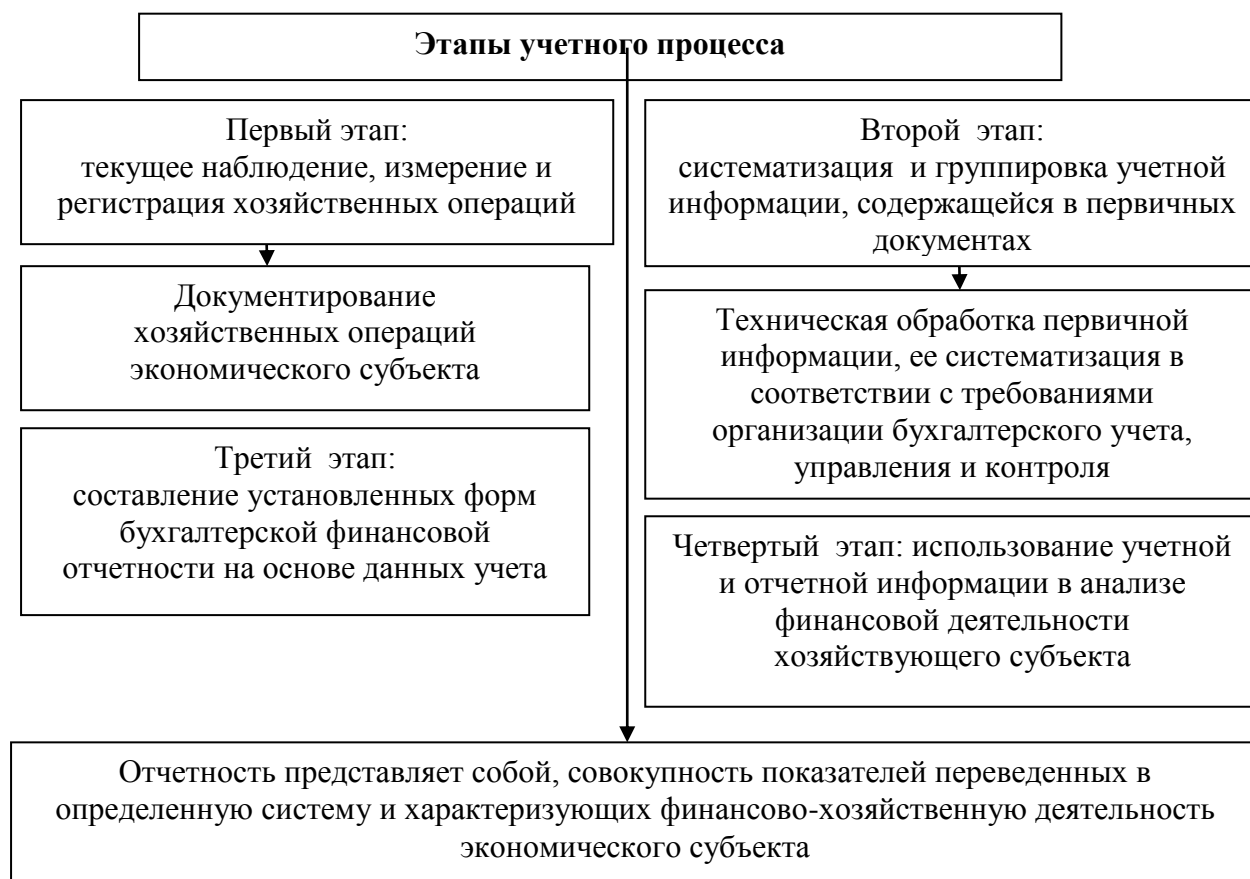 Этапы учетного процесса
Первый этап:
текущее наблюдение, измерение и
регистрация хозяйственных операций
Документирование
хозяйственных операций
экономического субъекта
Третий этап:
составление установленных форм
бухгалтерской финансовой
отчетности на основе данных учета
Второй этап:
систематизация и группировка учетной
информации, содержащейся в первичных
документах
Техническая обработка первичной
информации, ее систематизация в
соответствии с требованиями
организации бухгалтерского учета,
управления и контроля
Четвертый этап: использование учетной
и отчетной информации в анализе
финансовой деятельности
хозяйствующего субъекта
Отчетность представляет собой, совокупность показателей переведенных в
определенную систему и характеризующих финансово-хозяйственную деятельность
экономического субъекта